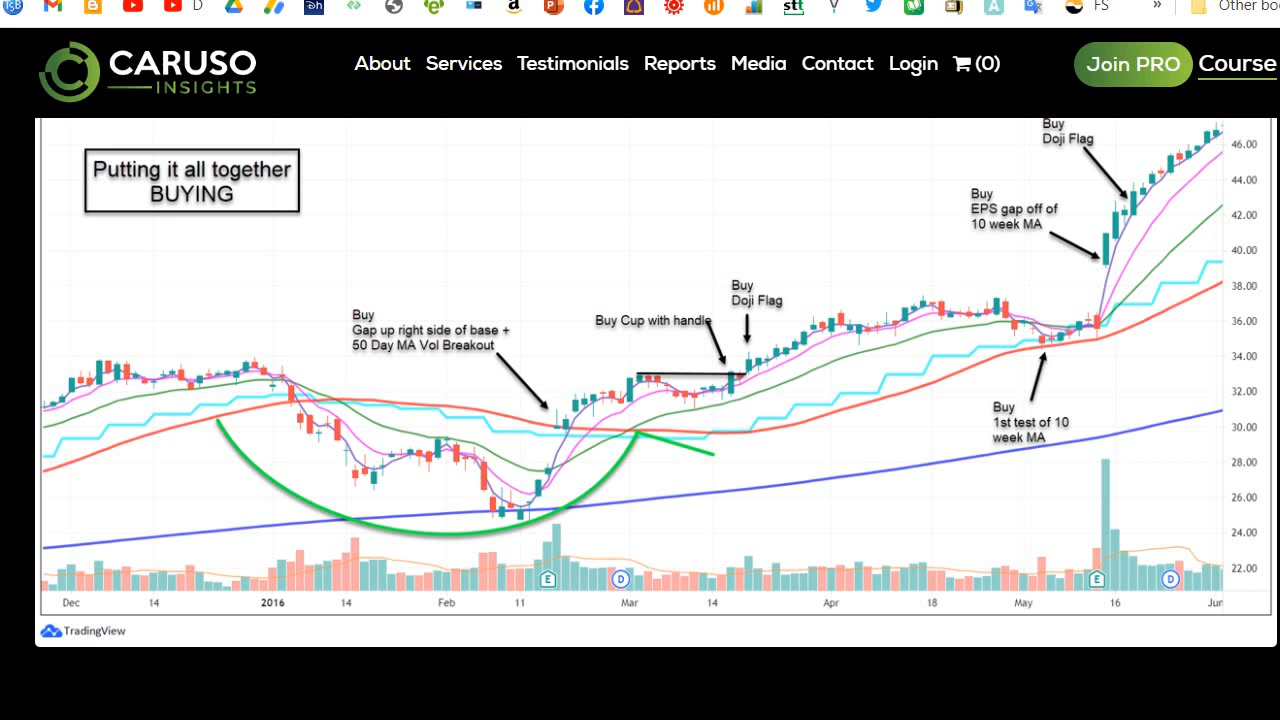 D
Dh
stt
FS
»
Other boo
CARUSO
INSIGHTS
About Services Testimonials Reports Media Contact Login (0) Join PRO Course
Putting it all together
BUYING
Buy
Doji Flag
Buy
EPS gap off of
10 week MA
Buy
Doji Flag
Buy
Gap up right side of base +
50 Day MA Vol Breakout
Buy Cup with handle
Buy
1st test of 10
week MA
46.00
44.00
42.00
40.00
38.00
36.00
34.00
32.00
30.00
28.00
26.00
24.00
22.00
E D E D
Dec 14 2016 14 Feb 11 Mar 14 Apr 18 May 16 Jun
TradingView